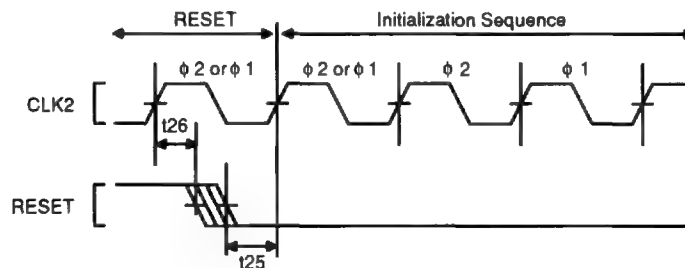 RESET Initialization Sequence
ϕ 2 or ϕ 1 ϕ 2 or ϕ 1 ϕ 2 ϕ 1
CLK2
t26
RESET
t25